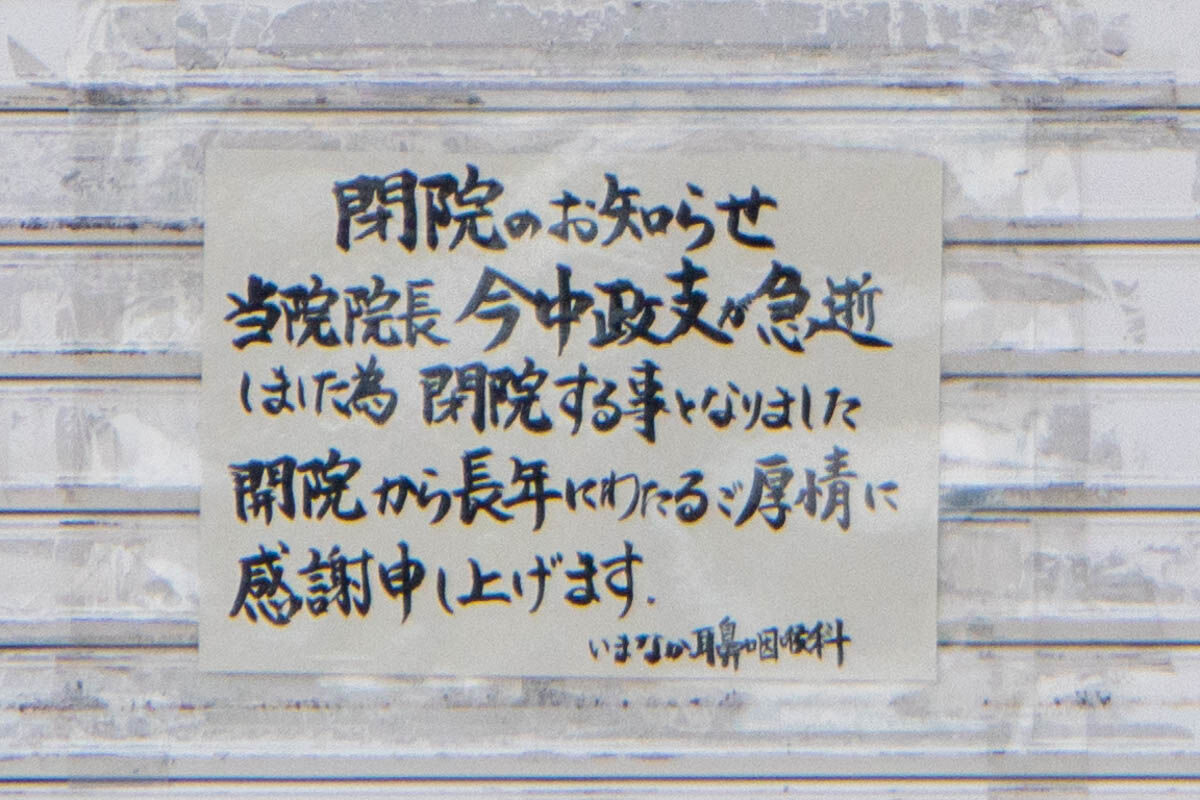 閉院のお知らせ
当院院長 今中政支が急逝
しました為 閉院する事となりました
開院から長年にわたるご厚情に
感謝申し上げます.
いまなか耳鼻咽喉科